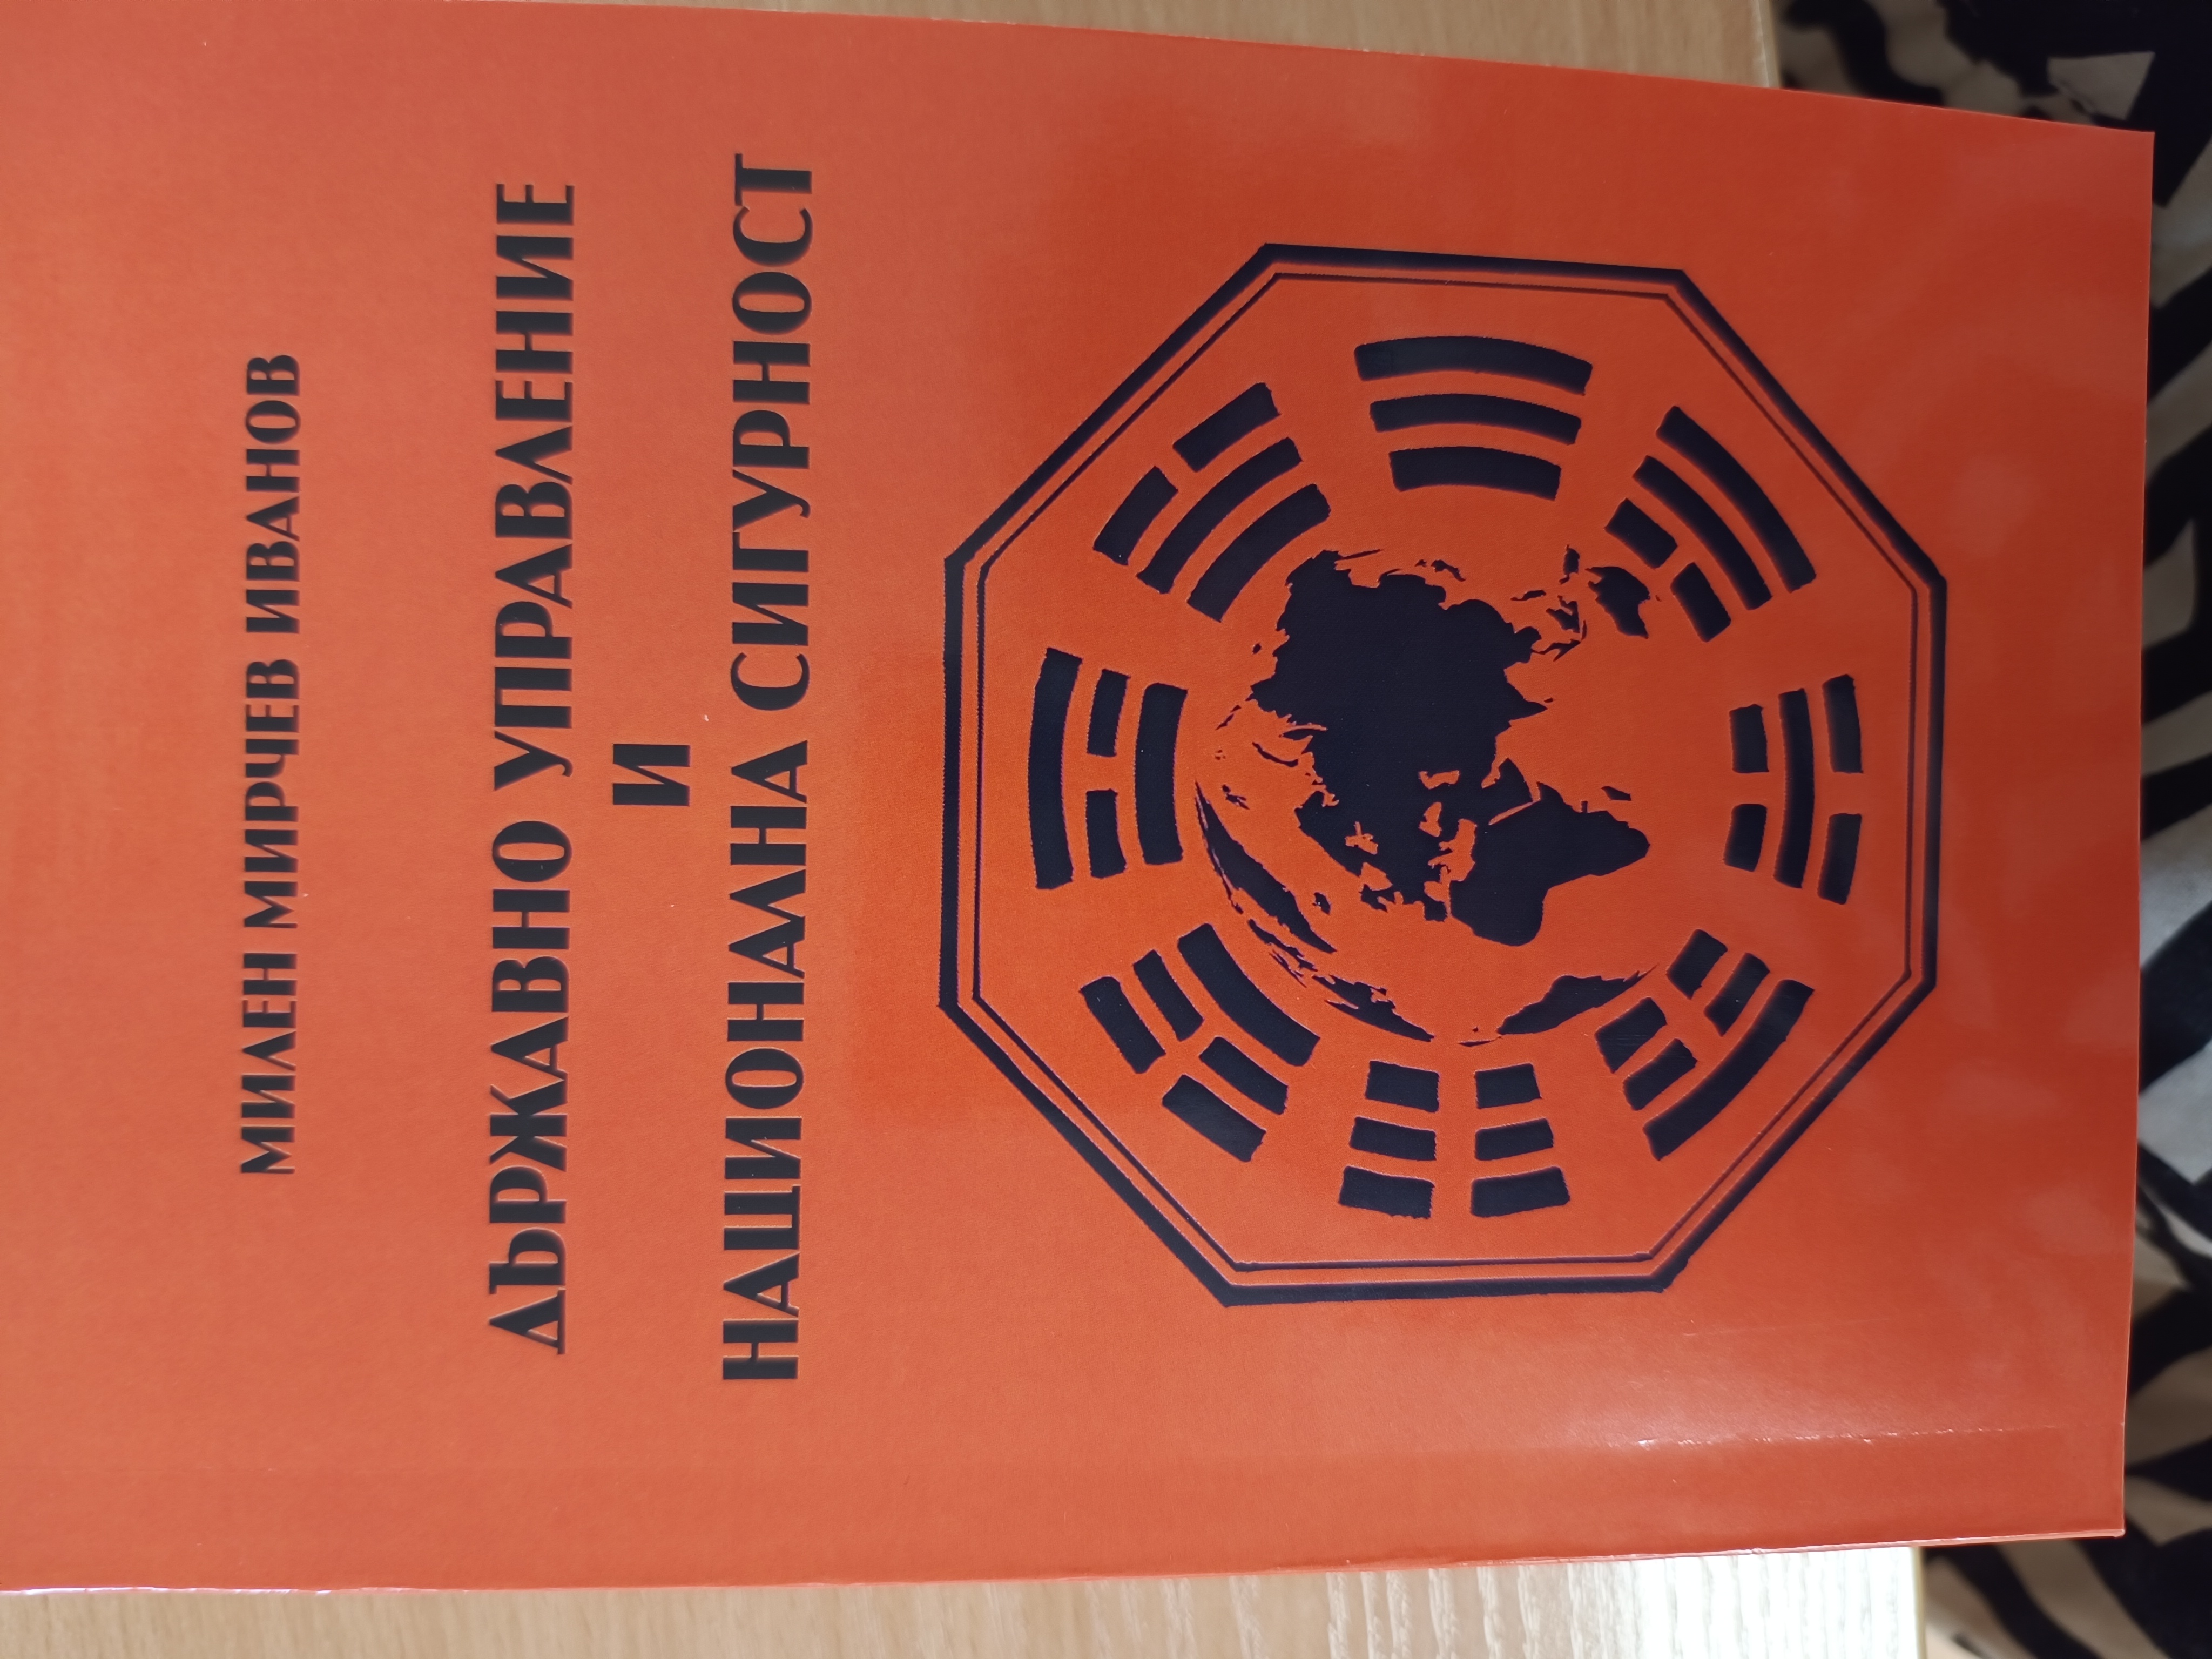 МИЛЕН МИРЧЕВ ИВАНОВ
ДЪРЖАВНО УПРАВЛЕНИЕ
И
НАЦИОНАЛНА СИГУРНОСТ